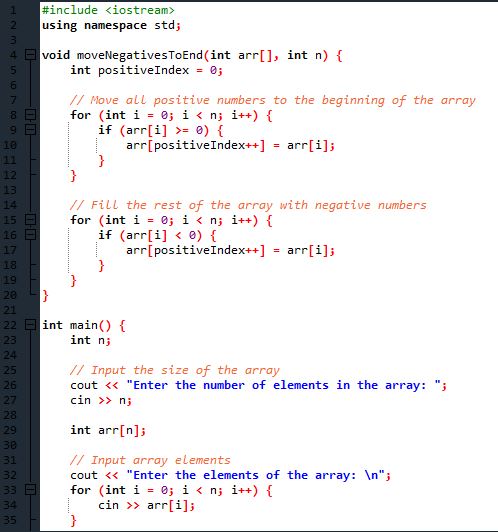 1 #include <iostream>
2 using namespace std;
3
4 void moveNegativesToEnd(int arr[], int n) {
5     int positiveIndex = 0;
6
7     // Move all positive numbers to the beginning of the array
8     for (int i = 0; i < n; i++) {
9         if (arr[i] >= 0) {
10             arr[positiveIndex++] = arr[i];
11         }
12     }
13
14     // Fill the rest of the array with negative numbers
15     for (int i = 0; i < n; i++) {
16         if (arr[i] < 0) {
17             arr[positiveIndex++] = arr[i];
18         }
19     }
20 }
21
22 int main() {
23     int n;
24
25     // Input the size of the array
26     cout << "Enter the number of elements in the array: ";
27     cin >> n;
28
29     int arr[n];
30
31     // Input array elements
32     cout << "Enter the elements of the array: \n";
33     for (int i = 0; i < n; i++) {
34         cin >> arr[i];
35     }